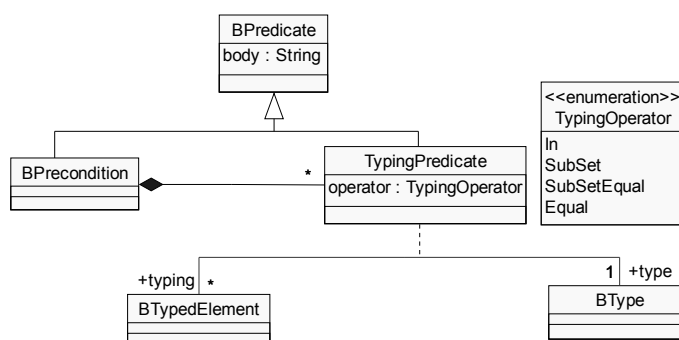 BPredicate
body : String
<<enumeration>>
TypingOperator
In
SubSet
SubSetEqual
Equal
BPrecondition
*
TypingPredicate
operator : TypingOperator
+typing
*
1 +type
BTypedElement
BType